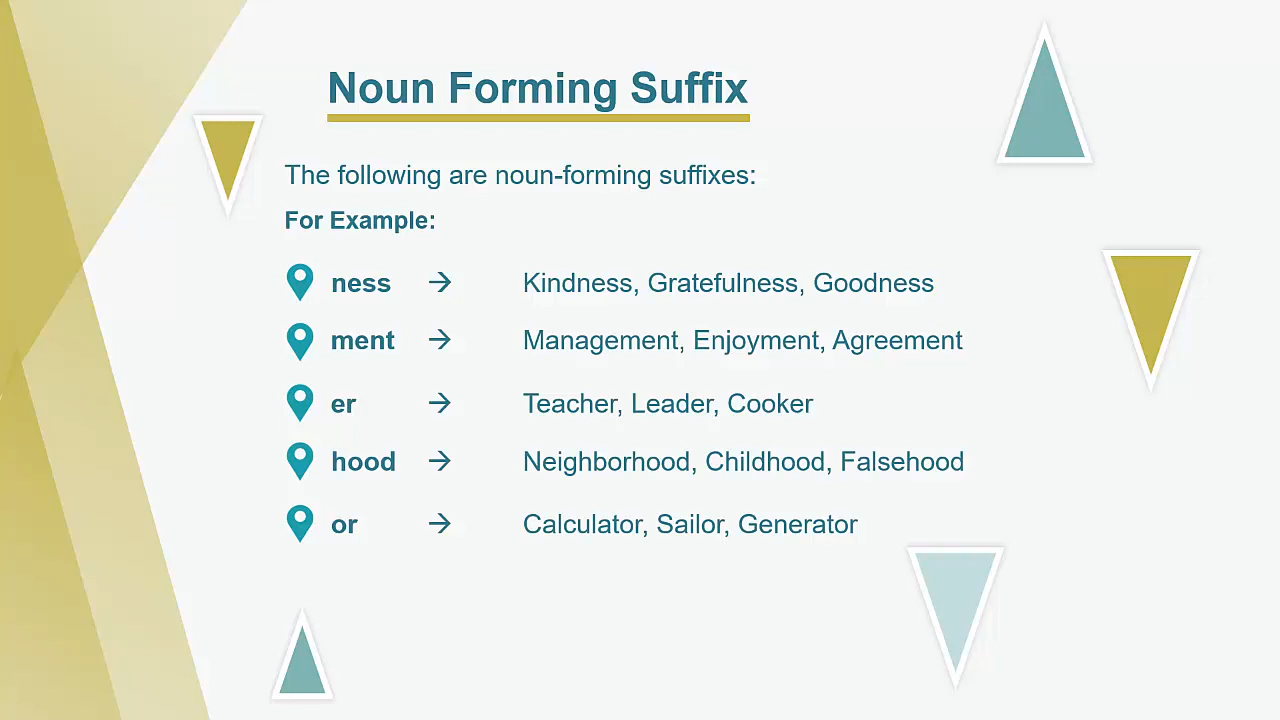 Noun Forming Suffix
The following are noun-forming suffixes:
For Example:
ness → Kindness, Gratefulness, Goodness
ment → Management, Enjoyment, Agreement
er → Teacher, Leader, Cooker
hood → Neighborhood, Childhood, Falsehood
or → Calculator, Sailor, Generator